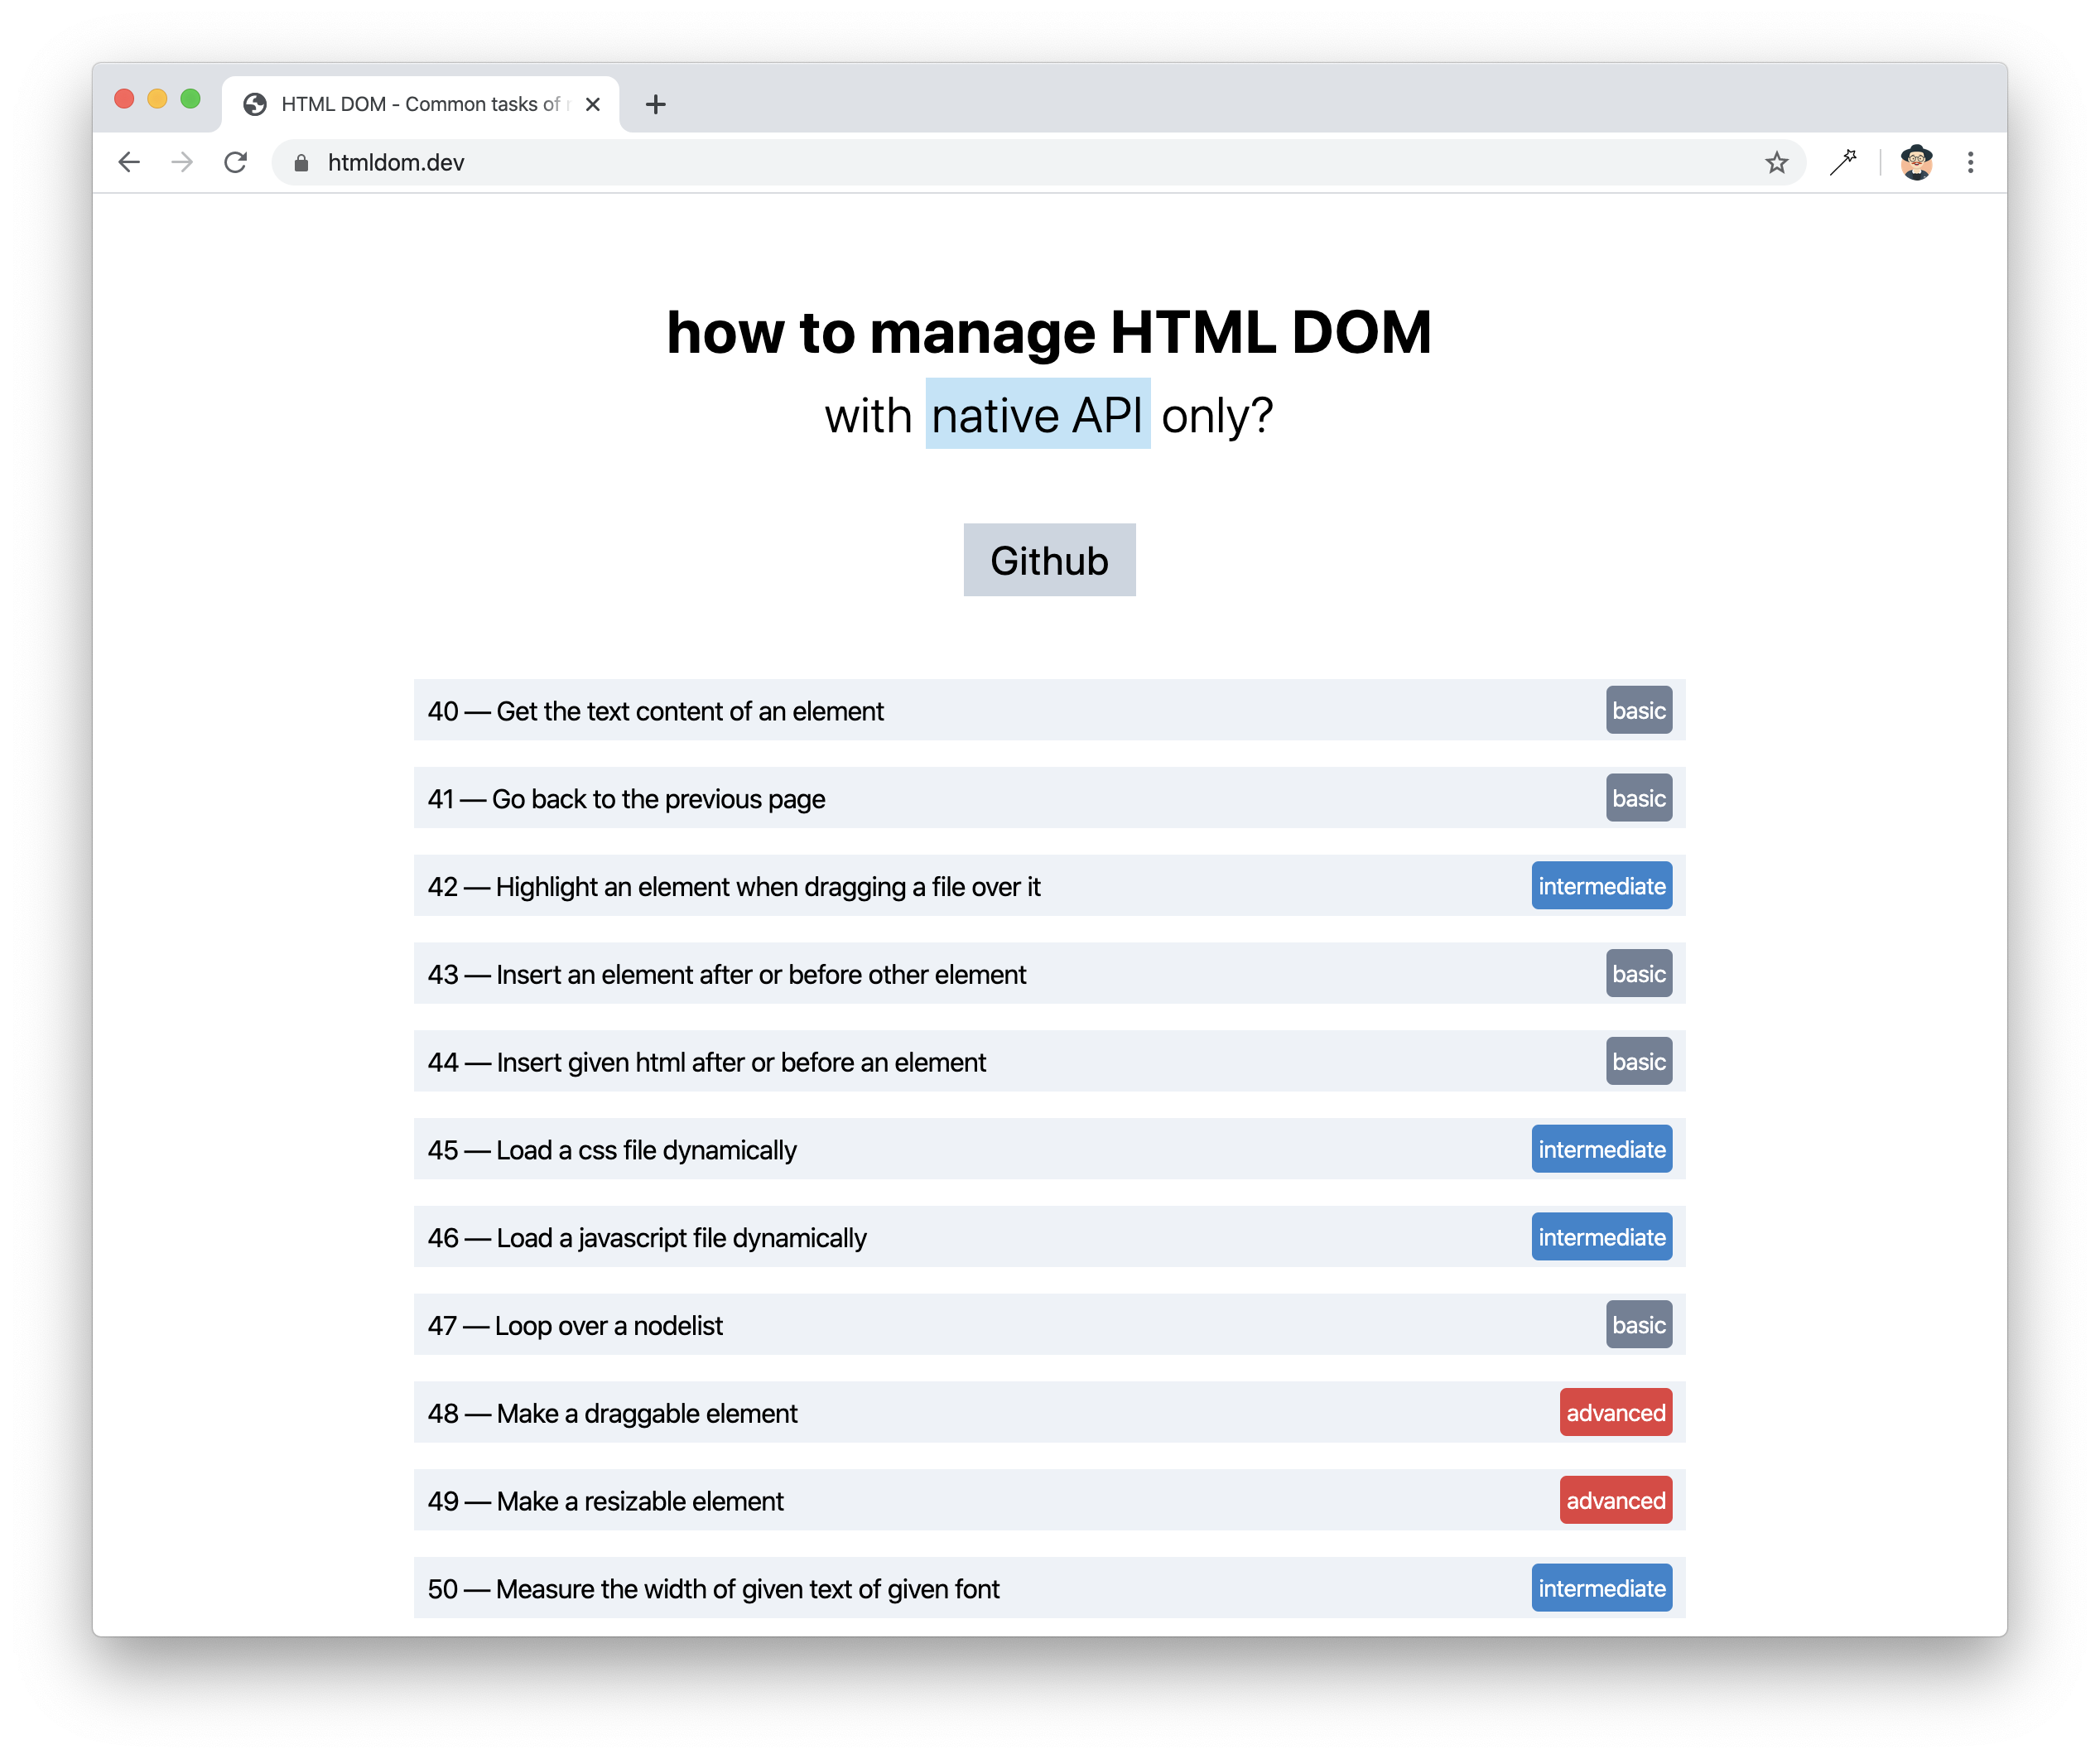 HTML DOM - Common tasks of
htmldom.dev
how to manage HTML DOM
with native API only?
Github
40 — Get the text content of an element basic
41 — Go back to the previous page basic
42 — Highlight an element when dragging a file over it intermediate
43 — Insert an element after or before other element basic
44 — Insert given html after or before an element basic
45 — Load a css file dynamically intermediate
46 — Load a javascript file dynamically intermediate
47 — Loop over a nodelist basic
48 — Make a draggable element advanced
49 — Make a resizable element advanced
50 — Measure the width of given text of given font intermediate